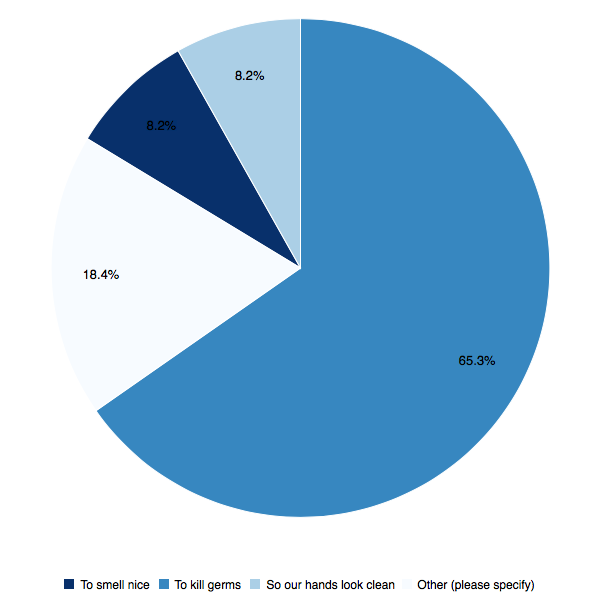 8.2%
8.2%
18.4%
65.3%
To smell nice To kill germs So our hands look clean Other (please specify)